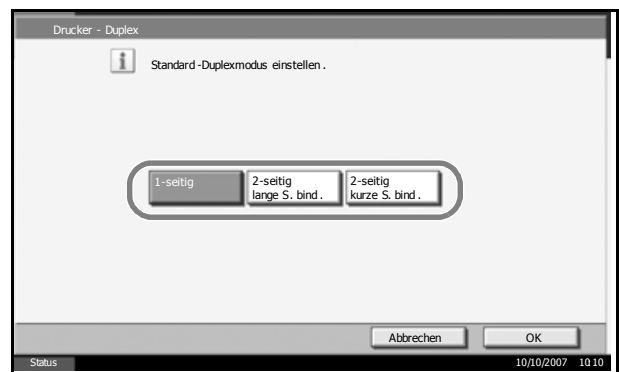 Drucker - Duplex
Standard -Duplexmodus einstellen .
1-seitig
2-seitig
lange S. bind .
2-seitig
kurze S. bind .
Abbrechen
OK
Status
10/10/2007 10:10